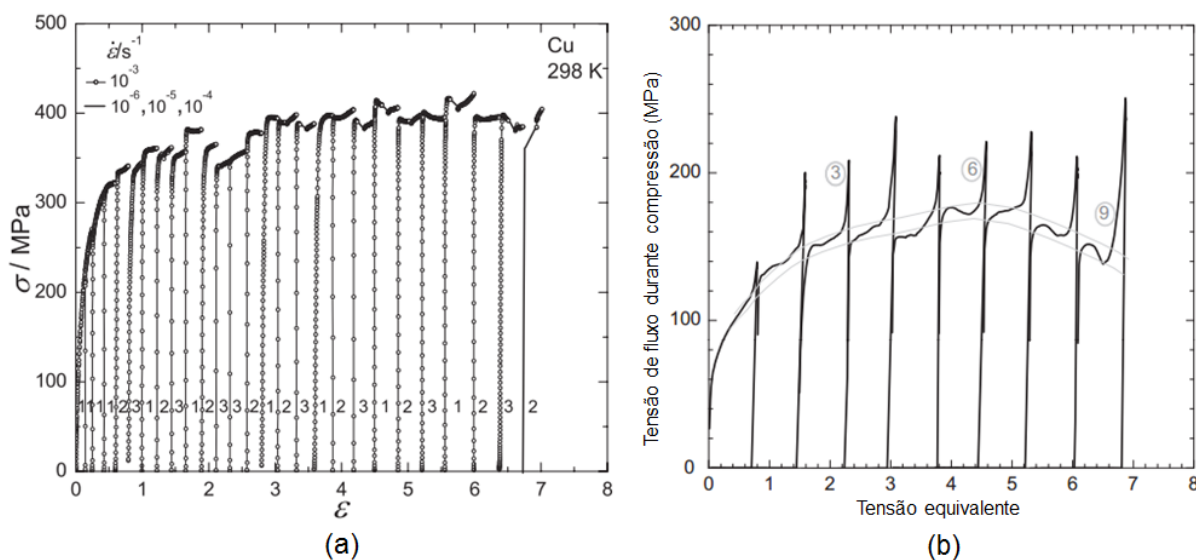 500
400
300
200
100
0
σ / MPa
ε̇/s⁻¹
10⁻³
10⁻⁶, 10⁻⁵, 10⁻⁴
Cu
298 K
1 1 1 1 2 3 1 2 3 1 2 3 3 2 1 2 3 1 2 3 1 2 3 1 2 3 2
0 1 2 3 4 5 6 7 8
ε
(a)
Tensão de fluxo durante compressão (MPa)
300
200
100
0
3
6
9
0 1 2 3 4 5 6 7 8
Tensão equivalente
(b)